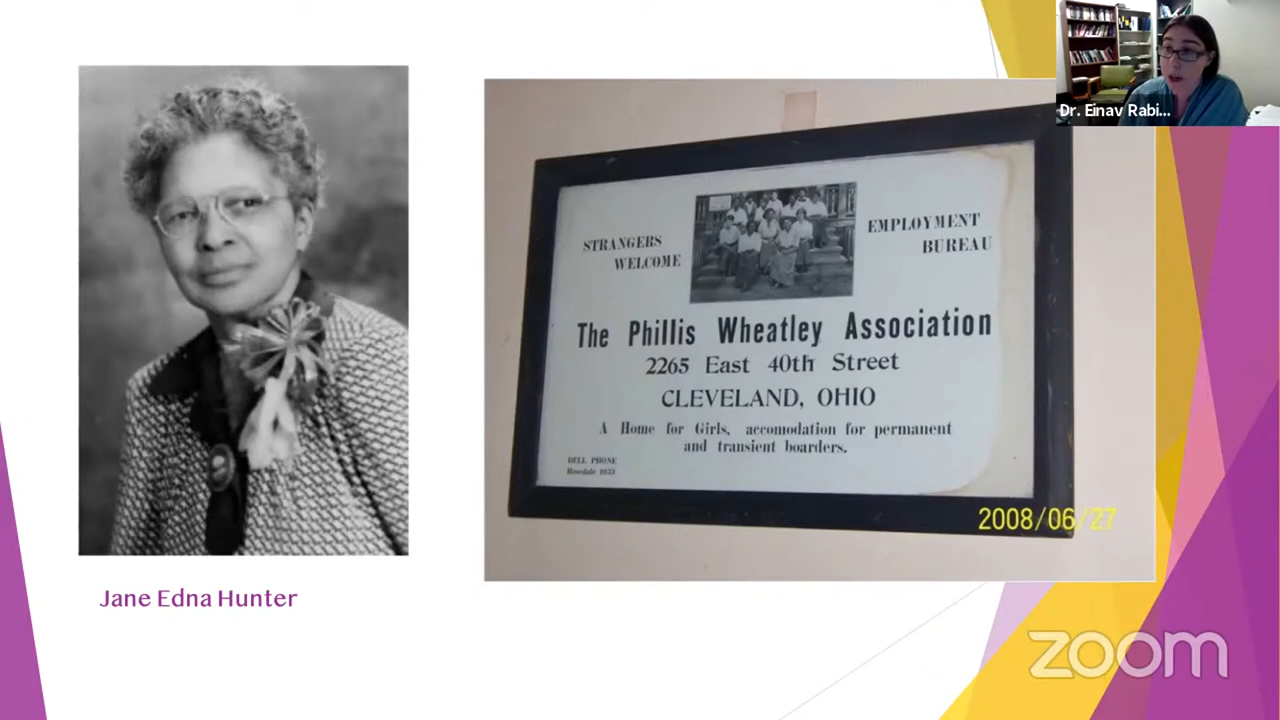 Dr. Einav Rabi...
STRANGERS
WELCOME
EMPLOYMENT
BUREAU
The Phillis Wheatley Association
2265 East 40th Street
CLEVELAND, OHIO
A Home for Girls, accomodation for permanent
and transient boarders.
BELL PHONE
Rosedale 1633
2008/06/27
Jane Edna Hunter
zoom